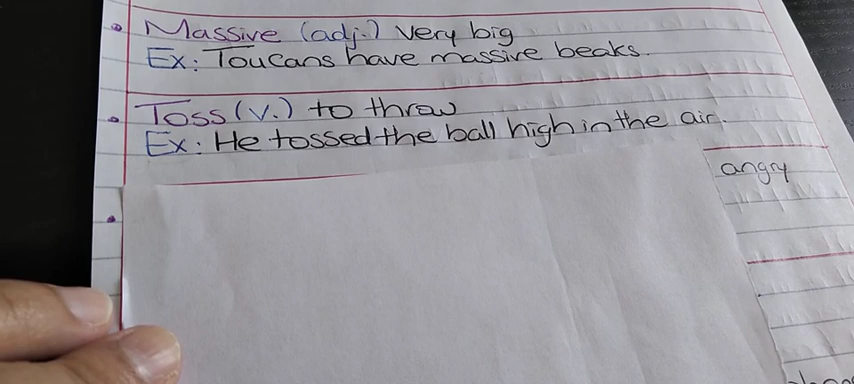 Massive (adj.) very big
Ex: Toucans have massive beaks.
Toss (v.) to throw
Ex: He tossed the ball high in the air.
angry